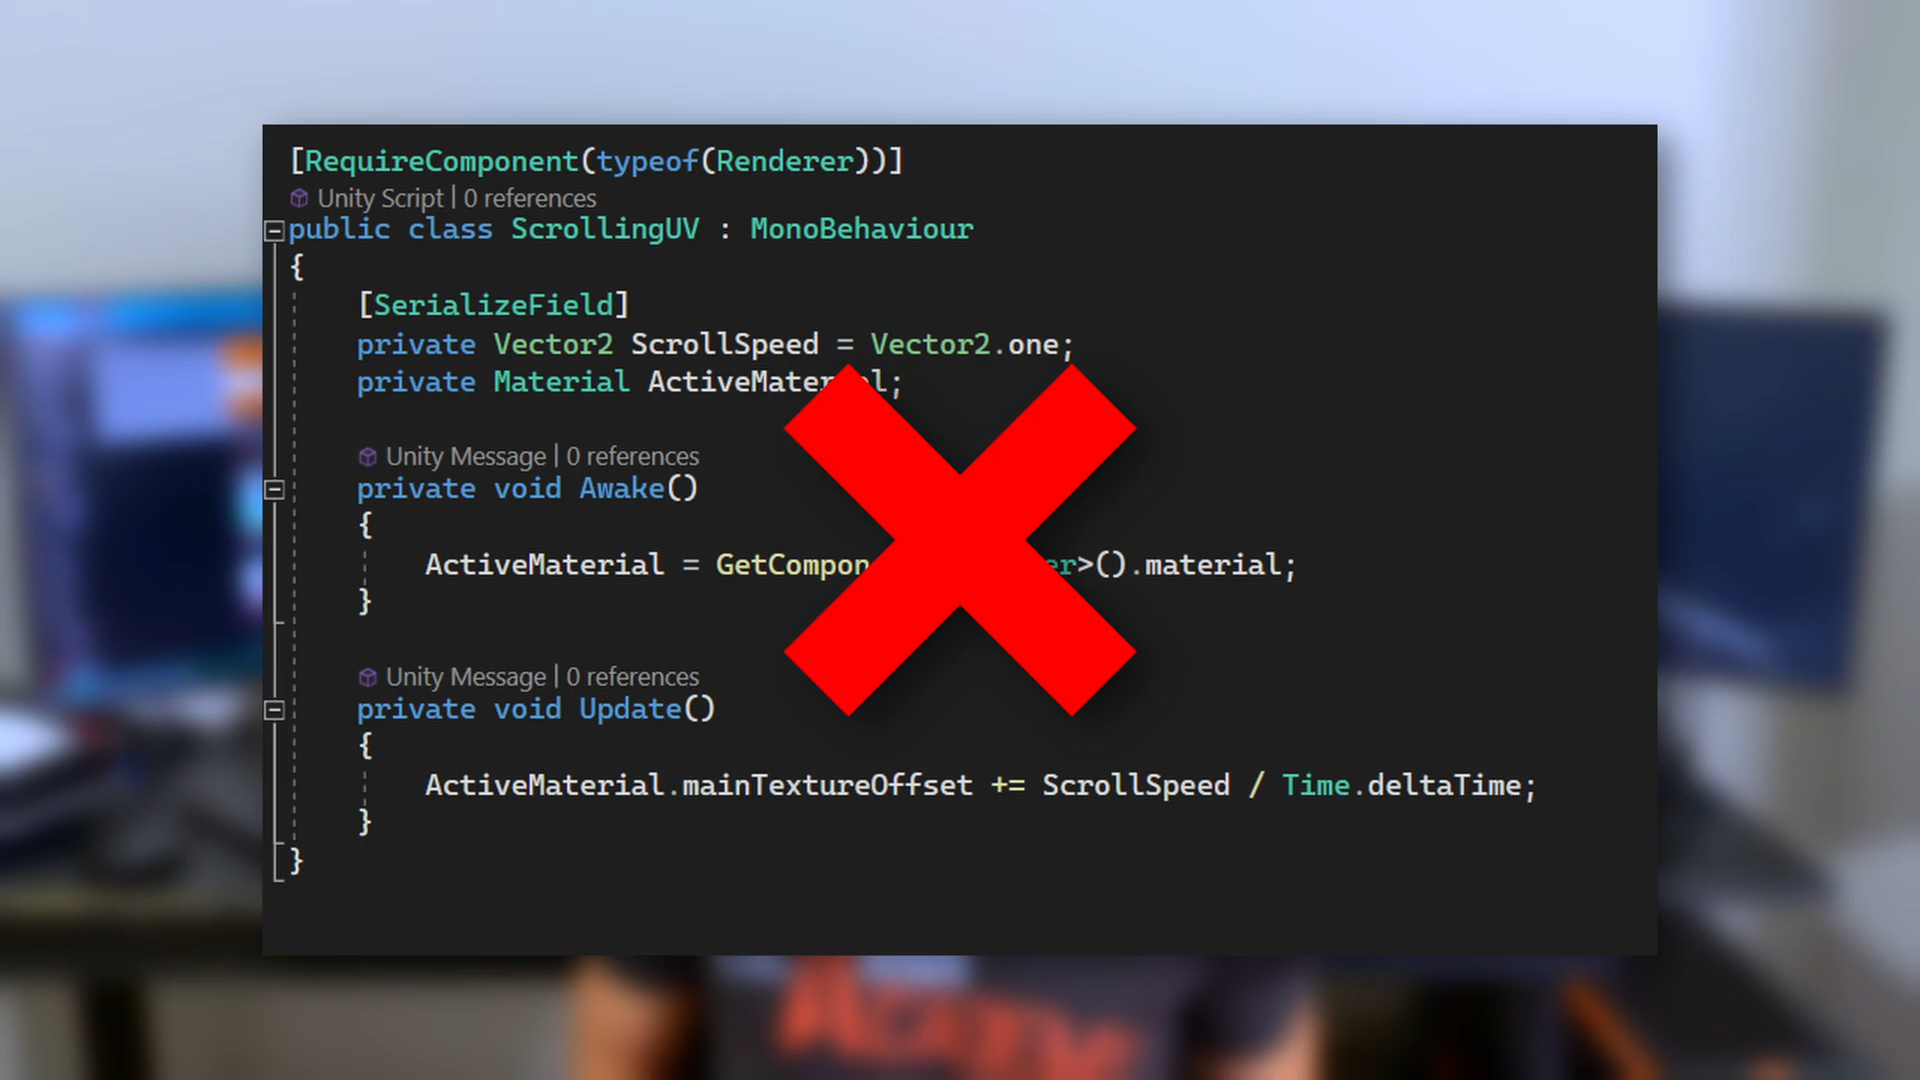 [RequireComponent(typeof(Renderer))]
Unity Script | 0 references
public class ScrollingUV : MonoBehaviour
{
[SerializeField]
private Vector2 ScrollSpeed = Vector2.one;
private Material
Unity Message | 0 references
private void Awake()
{
ActiveMaterial = >().material;
}
Unity Message | 0 references
private void Update()
{
ActiveMaterial.mainTextureOffset += ScrollSpeed / Time.deltaTime;
}
}